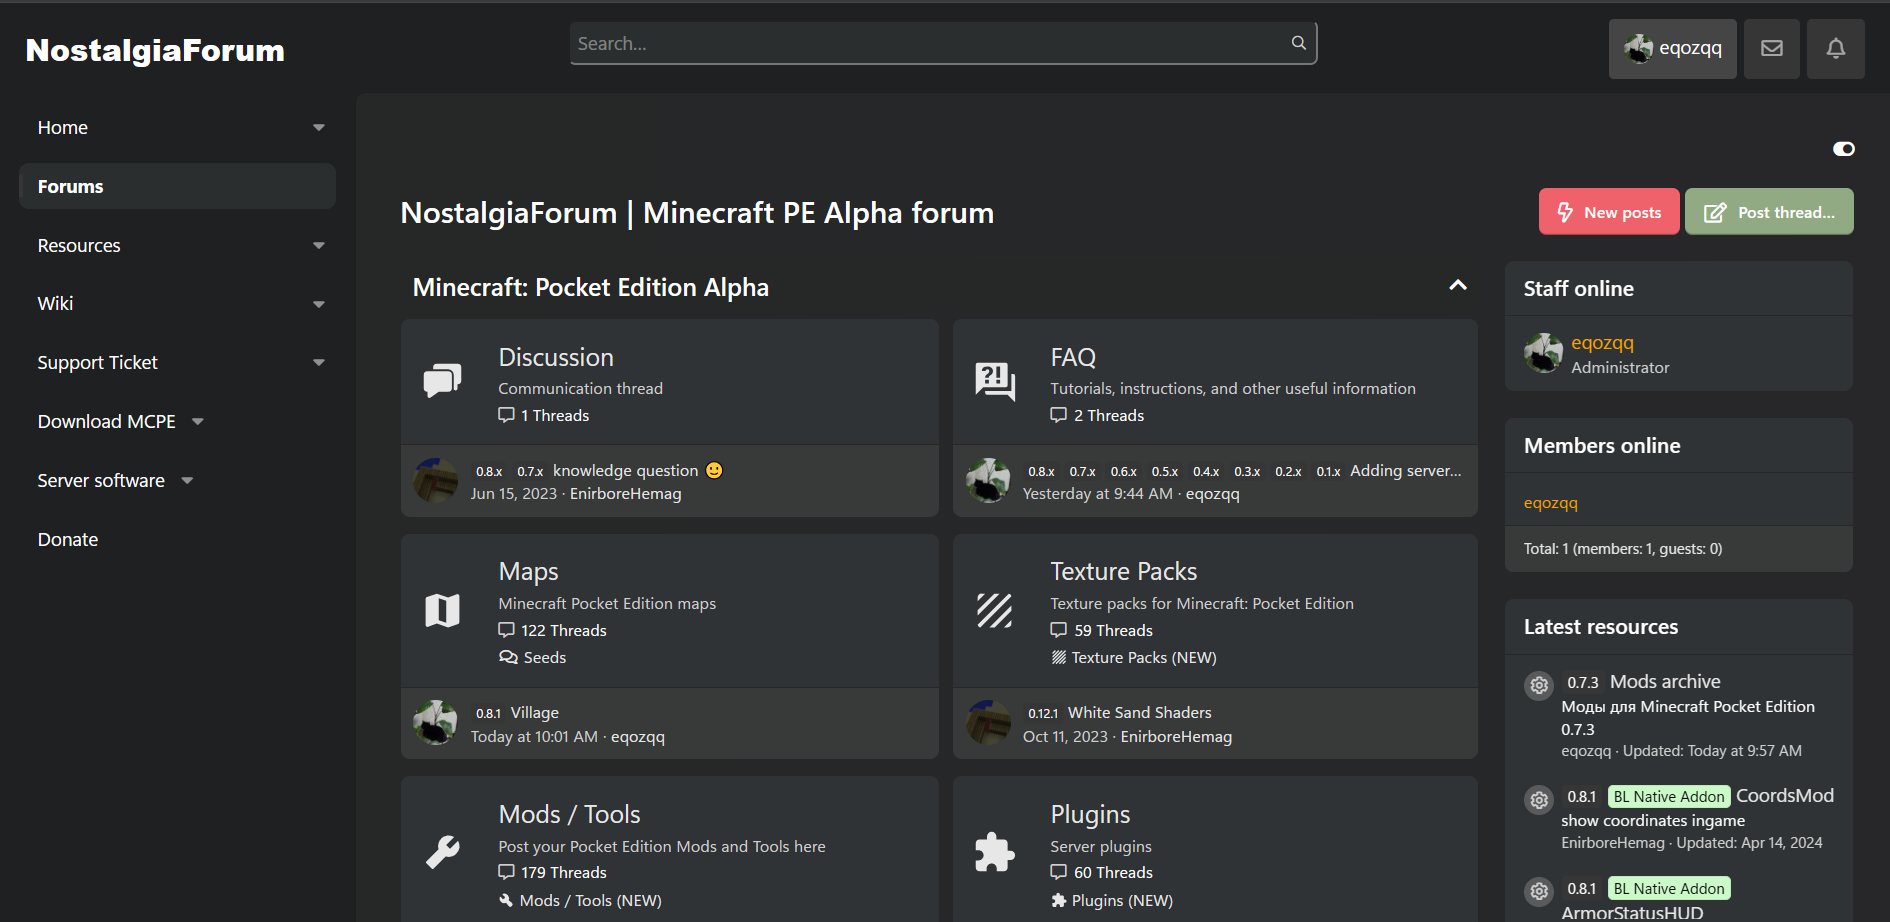 NostalgiaForum
Search...
eqozqq
Home
Forums
Resources
Wiki
Support Ticket
Download MCPE
Server software
Donate
NostalgiaForum | Minecraft PE Alpha forum
New posts
Post thread...
Minecraft: Pocket Edition Alpha
Discussion
Communication thread
1 Threads
0.8.x 0.7.x knowledge question
Jun 15, 2023 · EnirboreHemag
FAQ
Tutorials, instructions, and other useful information
2 Threads
0.8.x 0.7.x 0.6.x 0.5.x 0.4.x 0.3.x 0.2.x 0.1.x Adding server...
Yesterday at 9:44 AM · eqozqq
Maps
Minecraft Pocket Edition maps
122 Threads
Seeds
0.8.1 Village
Today at 10:01 AM · eqozqq
Texture Packs
Texture packs for Minecraft: Pocket Edition
59 Threads
Texture Packs (NEW)
0.12.1 White Sand Shaders
Oct 11, 2023 · EnirboreHemag
Mods / Tools
Post your Pocket Edition Mods and Tools here
179 Threads
Mods / Tools (NEW)
Plugins
Server plugins
60 Threads
Plugins (NEW)
Staff online
eqozqq
Administrator
Members online
eqozqq
Total: 1 (members: 1, guests: 0)
Latest resources
0.7.3 Mods archive
Моды для Minecraft Pocket Edition
0.7.3
eqozqq · Updated: Today at 9:57 AM
0.8.1 BL Native Addon CoordsMod
show coordinates ingame
EnirboreHemag · Updated: Apr 14, 2024
0.8.1 BL Native Addon
ArmorStatusHUD